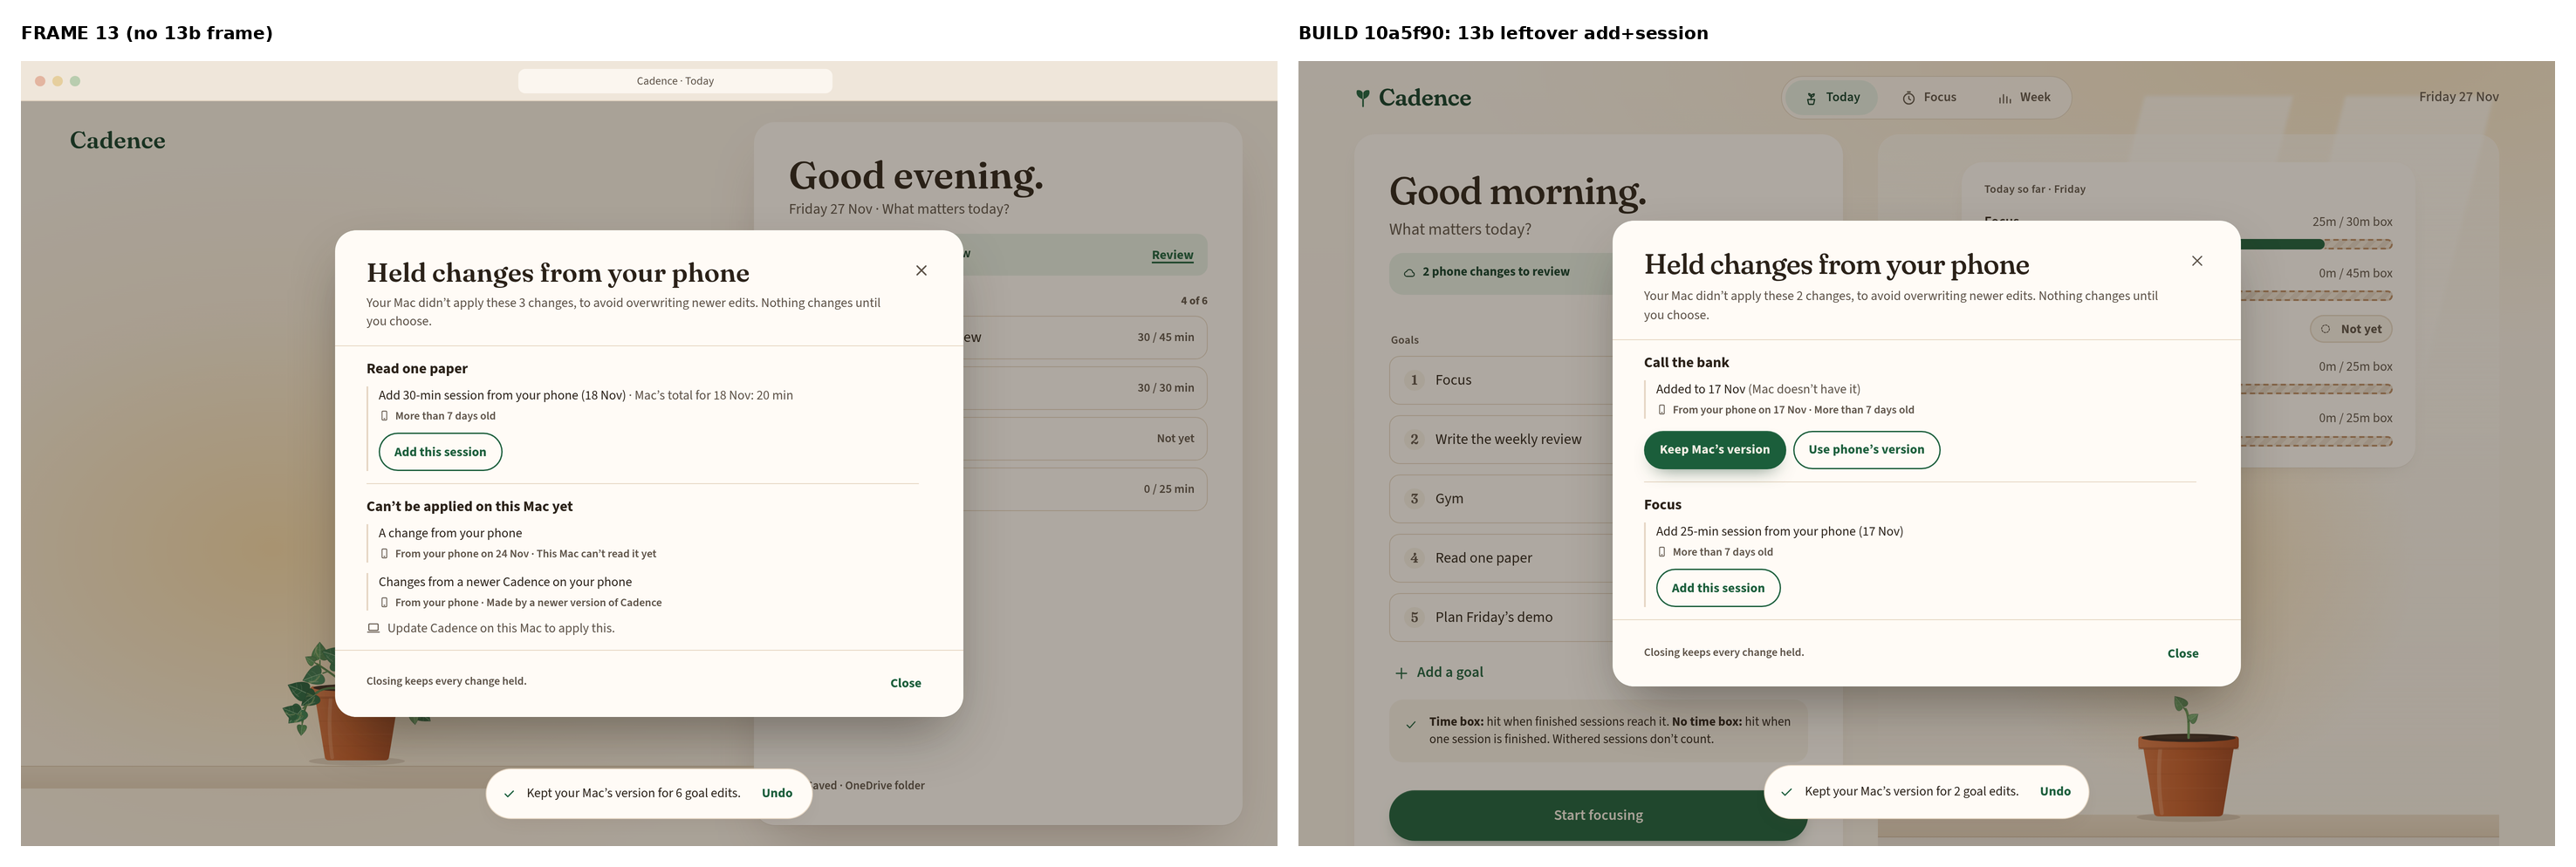 FRAME 13 (no 13b frame)
Cadence · Today
Cadence
Good evening.
Friday 27 Nov · What matters today?
Review
4 of 6
ew
30 / 45 min
30 / 30 min
Not yet
0 / 25 min
Saved · OneDrive folder
Held changes from your phone
Your Mac didn’t apply these 3 changes, to avoid overwriting newer edits. Nothing changes until
you choose.
Read one paper
Add 30-min session from your phone (18 Nov) · Mac’s total for 18 Nov: 20 min
More than 7 days old
Add this session
Can’t be applied on this Mac yet
A change from your phone
From your phone on 24 Nov · This Mac can’t read it yet
Changes from a newer Cadence on your phone
From your phone · Made by a newer version of Cadence
Update Cadence on this Mac to apply this.
Closing keeps every change held.
Close
Kept your Mac’s version for 6 goal edits.
Undo
BUILD 10a5f90: 13b leftover add+session
Cadence
Today
Focus
Week
Friday 27 Nov
Good morning.
What matters today?
2 phone changes to review
Goals
1 Focus
2 Write the weekly review
3 Gym
4 Read one paper
5 Plan Friday’s demo
Add a goal
Time box: hit when finished sessions reach it. No time box: hit when
one session is finished. Withered sessions don’t count.
Start focusing
Today so far · Friday
Focus
25m / 30m box
0m / 45m box
Not yet
0m / 25m box
0m / 25m box
Held changes from your phone
Your Mac didn’t apply these 2 changes, to avoid overwriting newer edits. Nothing changes until
you choose.
Call the bank
Added to 17 Nov (Mac doesn’t have it)
From your phone on 17 Nov · More than 7 days old
Keep Mac’s version
Use phone’s version
Focus
Add 25-min session from your phone (17 Nov)
More than 7 days old
Add this session
Closing keeps every change held.
Close
Kept your Mac’s version for 2 goal edits.
Undo